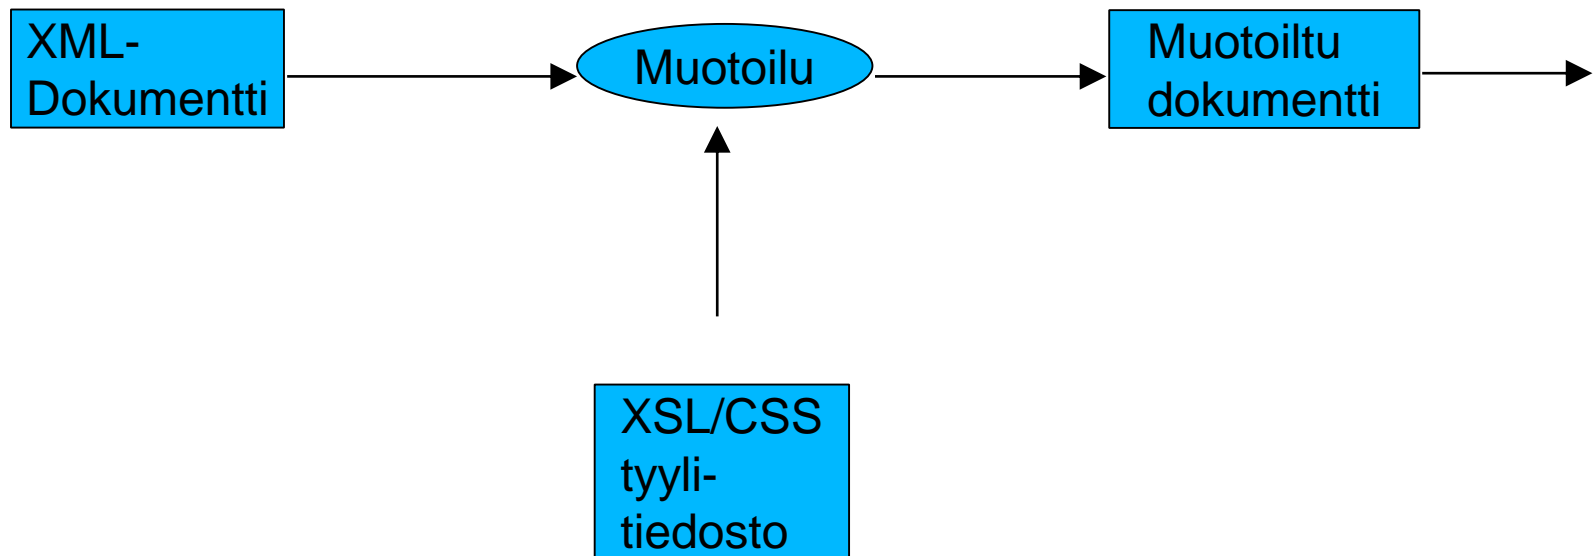 XML-
Dokumentti
Muotoilu
Muotoiltu
dokumentti
XSL/CSS
tyyli-
tiedosto